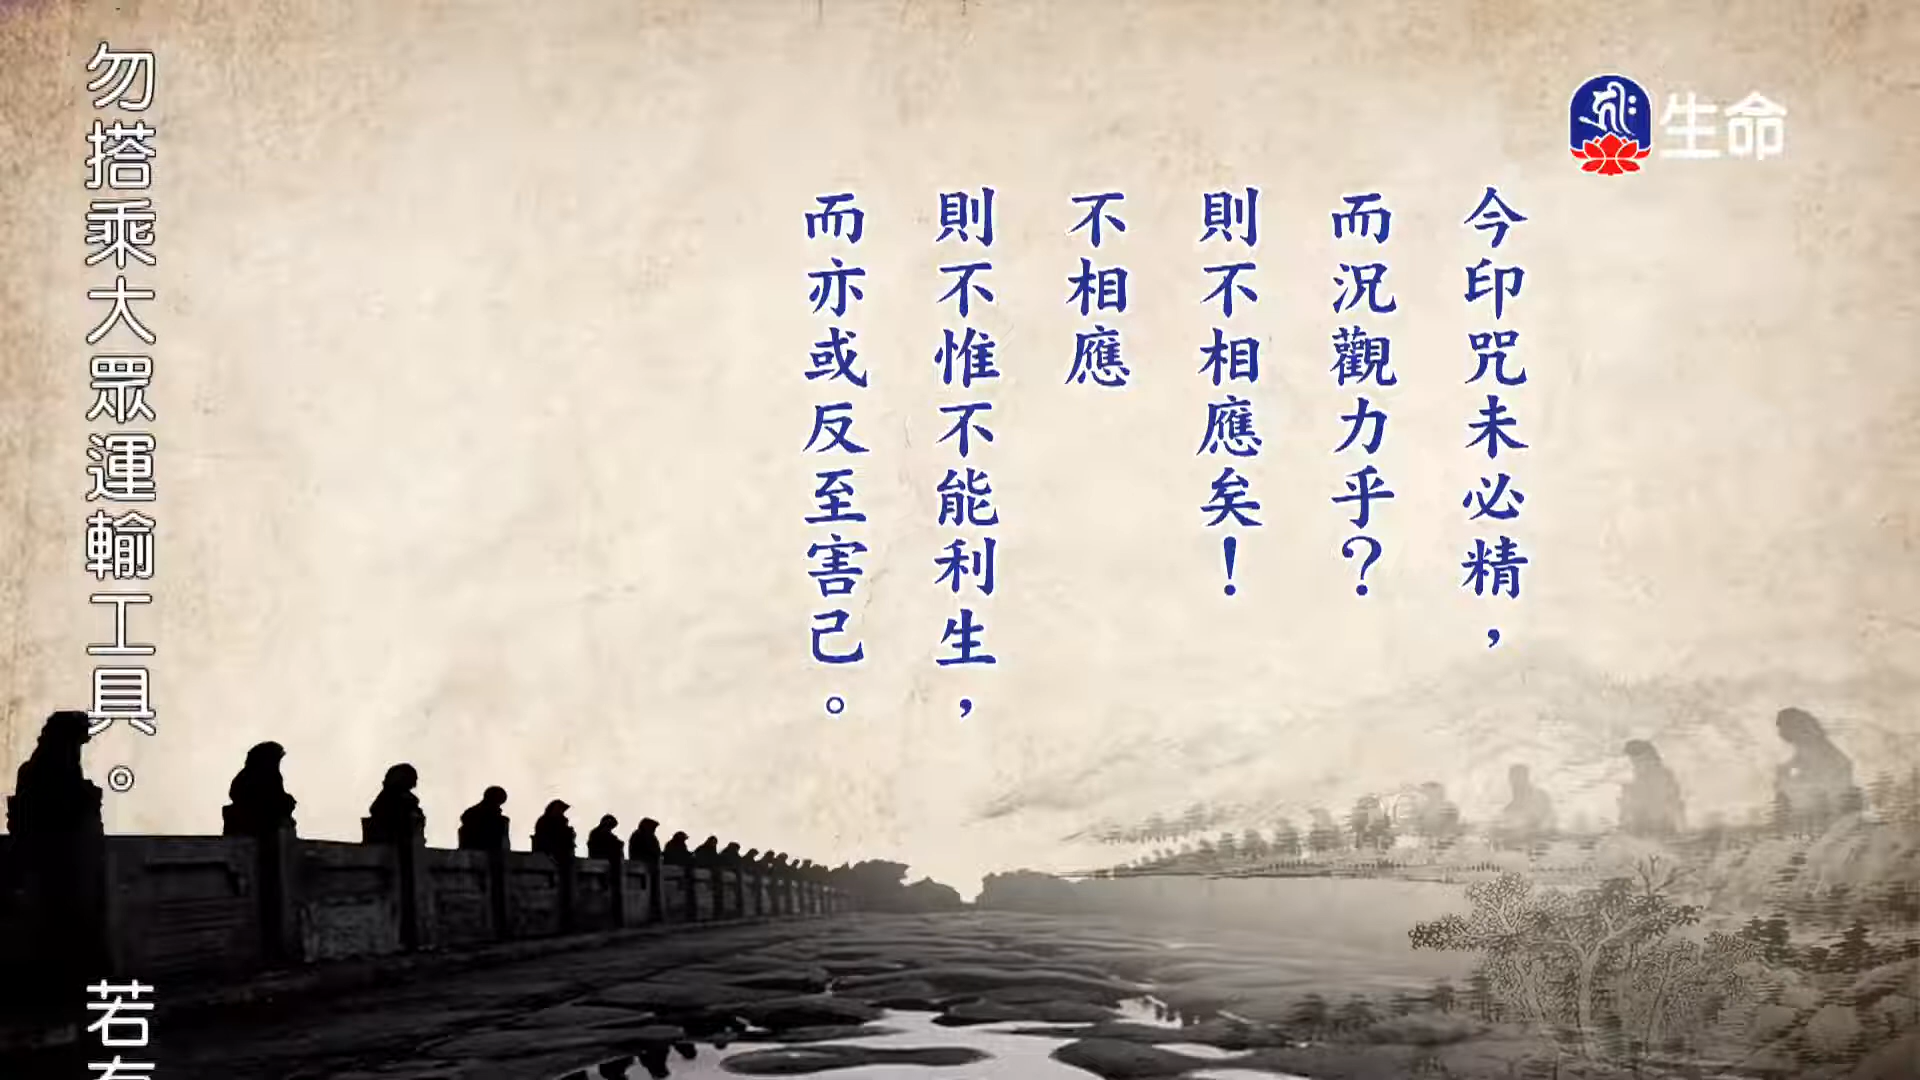 生命
今印咒未必精，
而況觀力乎？
則不相應矣！
不相應
則不惟不能利生，
而亦或反至害己。
勿搭乘大眾運輸工具。
若有